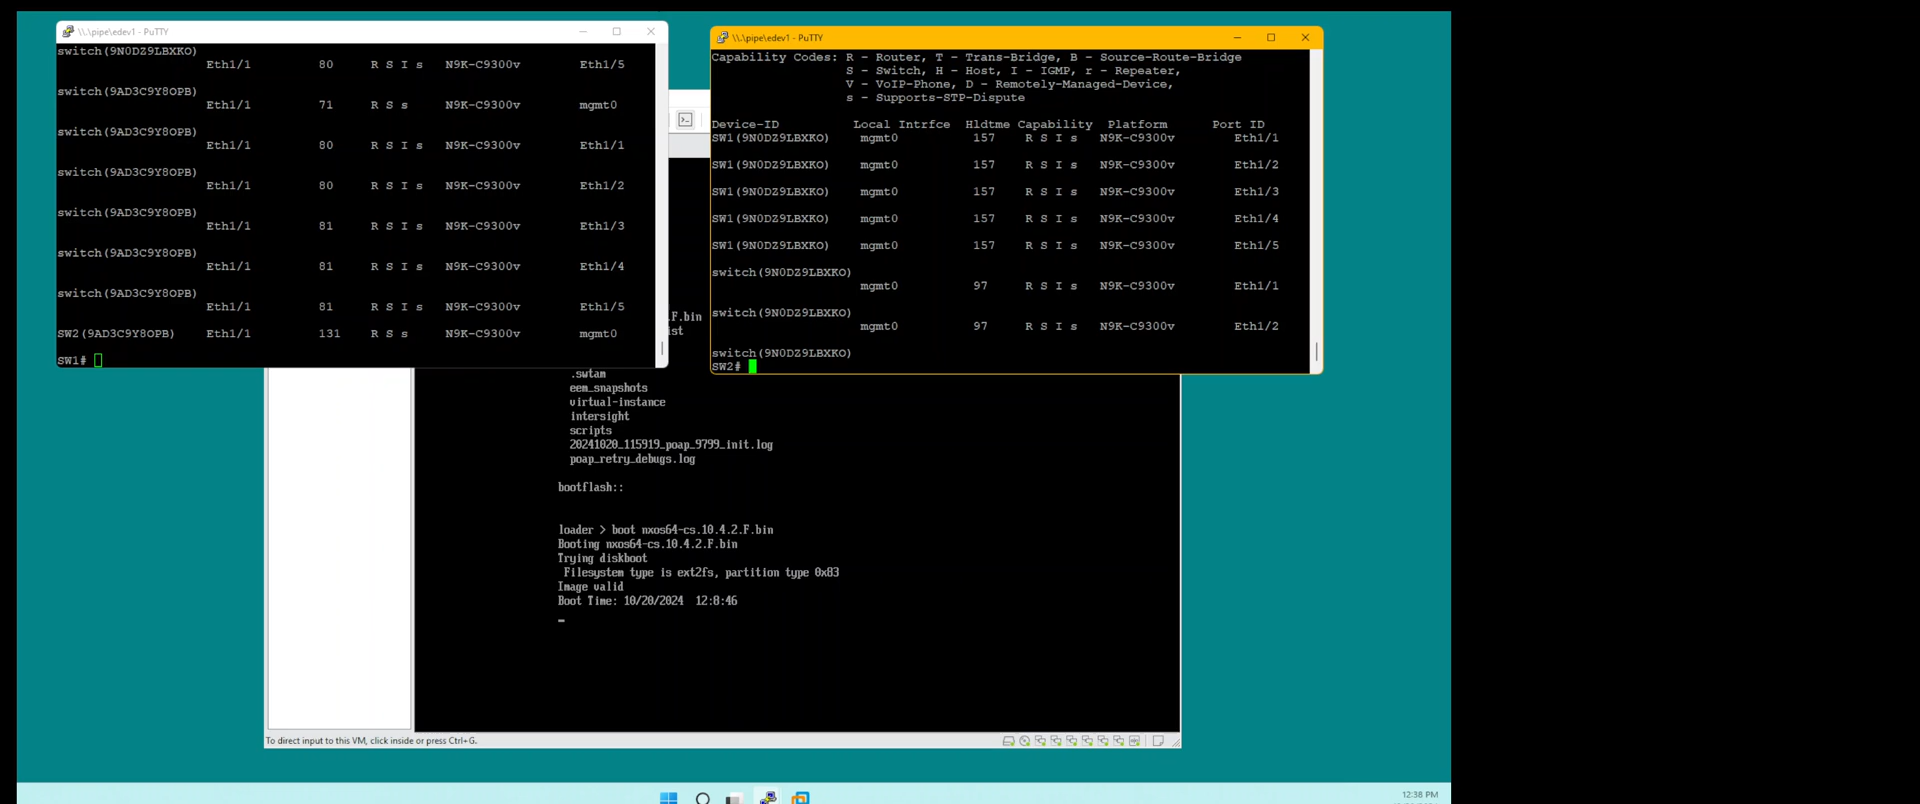 \\.\pipe\edev1 - PuTTY
switch(9N0DZ9LBXKO)
Eth1/1 80 R S I s N9K-C9300v Eth1/5
switch(9AD3C9Y8OPB)
Eth1/1 71 R S s N9K-C9300v mgmt0
switch(9AD3C9Y8OPB)
Eth1/1 80 R S I s N9K-C9300v Eth1/1
switch(9AD3C9Y8OPB)
Eth1/1 80 R S I s N9K-C9300v Eth1/2
switch(9AD3C9Y8OPB)
Eth1/1 81 R S I s N9K-C9300v Eth1/3
switch(9AD3C9Y8OPB)
Eth1/1 81 R S I s N9K-C9300v Eth1/4
switch(9AD3C9Y8OPB)
Eth1/1 81 R S I s N9K-C9300v Eth1/5
SW2(9AD3C9Y8OPB) Eth1/1 131 R S s N9K-C9300v mgmt0
SW1#
\\.\pipe\edev1 - PuTTY
Capability Codes: R - Router, T - Trans-Bridge, B - Source-Route-Bridge
S - Switch, H - Host, I - IGMP, r - Repeater,
V - VoIP-Phone, D - Remotely-Managed-Device,
s - Supports-STP-Dispute
Device-ID Local Intrfce Hldtme Capability Platform Port ID
SW1(9N0DZ9LBXKO) mgmt0 157 R S I s N9K-C9300v Eth1/1
SW1(9N0DZ9LBXKO) mgmt0 157 R S I s N9K-C9300v Eth1/2
SW1(9N0DZ9LBXKO) mgmt0 157 R S I s N9K-C9300v Eth1/3
SW1(9N0DZ9LBXKO) mgmt0 157 R S I s N9K-C9300v Eth1/4
SW1(9N0DZ9LBXKO) mgmt0 157 R S I s N9K-C9300v Eth1/5
switch(9N0DZ9LBXKO)
mgmt0 97 R S I s N9K-C9300v Eth1/1
switch(9N0DZ9LBXKO)
mgmt0 97 R S I s N9K-C9300v Eth1/2
switch(9N0DZ9LBXKO)
SW2#
.F.bin
ist
.swtam
eem_snapshots
virtual-instance
intersight
scripts
20241020_115919_poap_9799_init.log
poap_retry_debugs.log
bootflash::
loader > boot nxos64-cs.10.4.2.F.bin
Booting nxos64-cs.10.4.2.F.bin
Trying diskboot
Filesystem type is ext2fs, partition type 0x83
Image valid
Boot Time: 10/20/2024 12:8:46
_
To direct input to this VM, click inside or press Ctrl+G.
12:38 PM